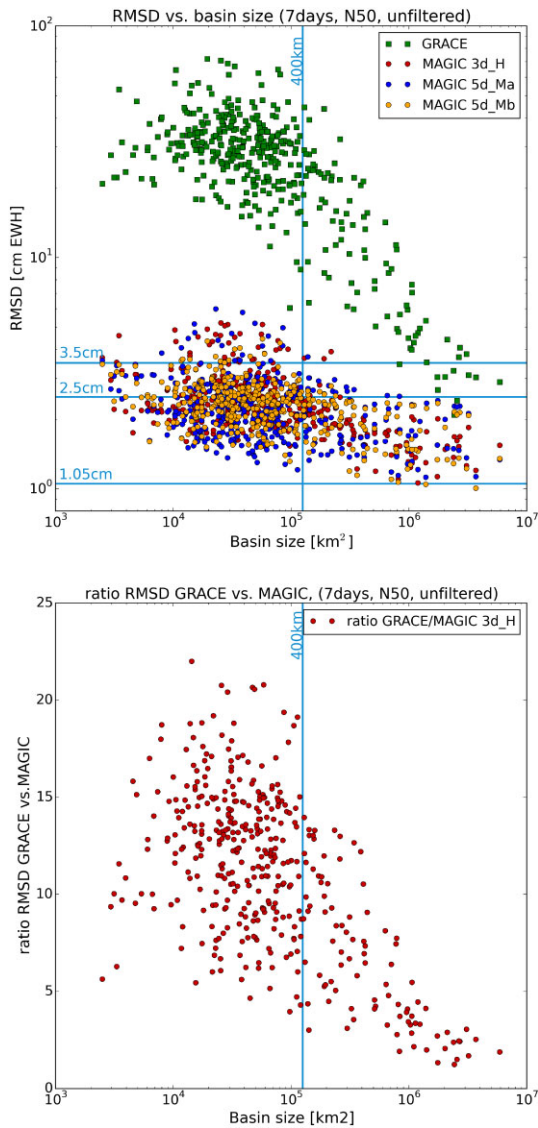 RMSD vs. basin size (7days, N50, unfiltered)
10²
400km
GRACE
MAGIC 3d_H
MAGIC 5d_Ma
MAGIC 5d_Mb
RMSD [cm EWH]
10¹
3.5cm
2.5cm
1.05cm
10⁰
10³ 10⁴ 10⁵ 10⁶ 10⁷
Basin size [km²]
ratio RMSD GRACE vs. MAGIC, (7days, N50, unfiltered)
25
400km
ratio GRACE/MAGIC 3d_H
20
15
ratio RMSD GRACE vs.MAGIC
10
5
0
10³ 10⁴ 10⁵ 10⁶ 10⁷
Basin size [km2]